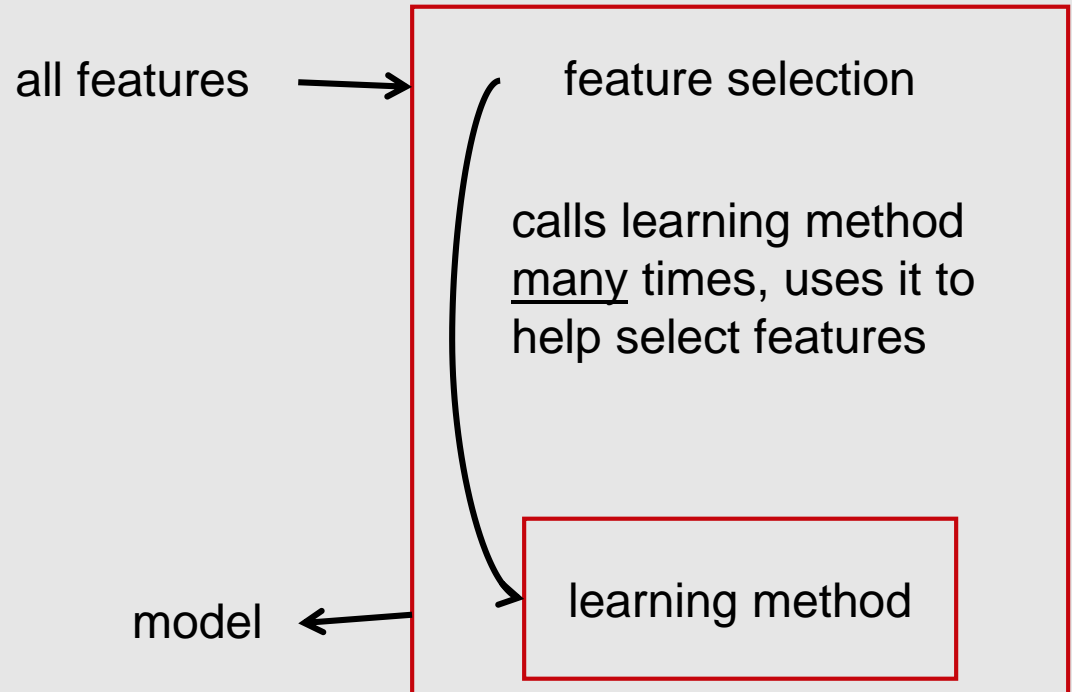 all features
feature selection
calls learning method
many times, uses it to
help select features
learning method
model